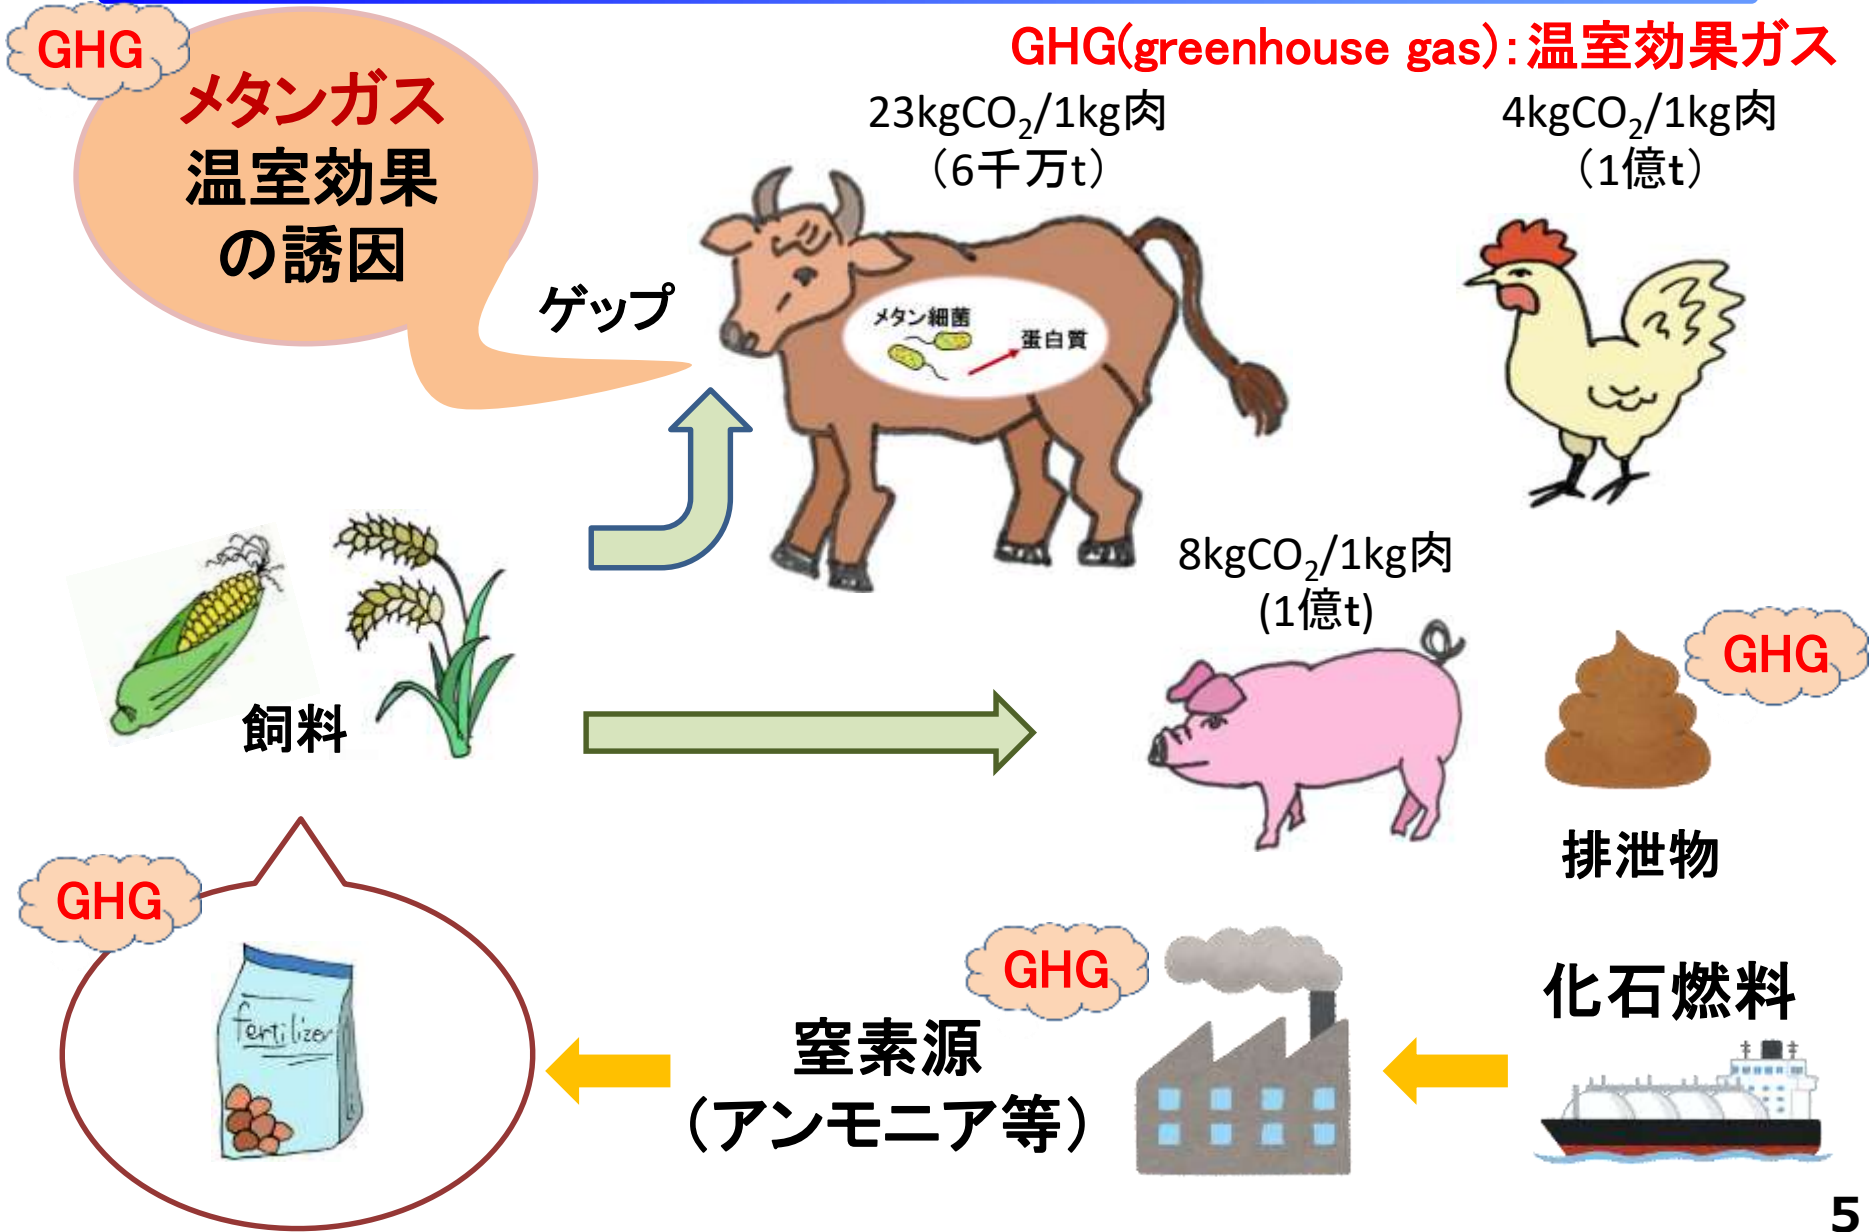 GHG
GHG(greenhouse gas):温室効果ガス
メタンガス
温室効果
の誘因
23kgCO₂/1kg肉
(6千万t)
4kgCO₂/1kg肉
(1億t)
ゲップ
メタン細菌
蛋白質
8kgCO₂/1kg肉
(1億t)
GHG
飼料
排泄物
GHG
fertilizer
GHG
窒素源
(アンモニア等)
化石燃料
5